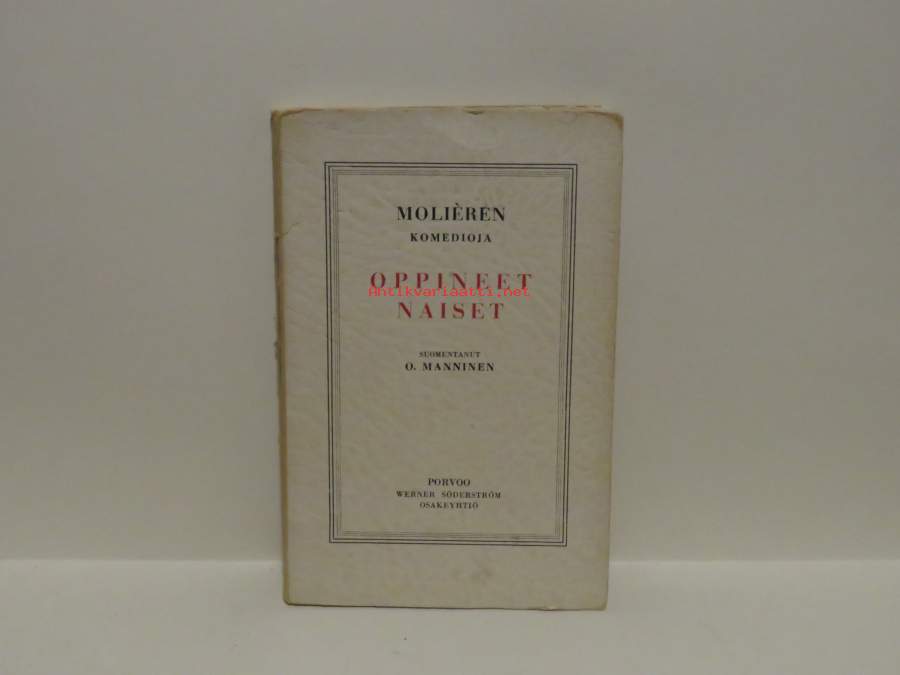 MOLIÈREN
KOMEDIOJA
OPPINEET
Antikvariaatti.net
NAISET
SUOMENTANUT
O. MANNINEN
PORVOO
WERNER SÖDERSTRÖM
OSAKEYHTIÖ